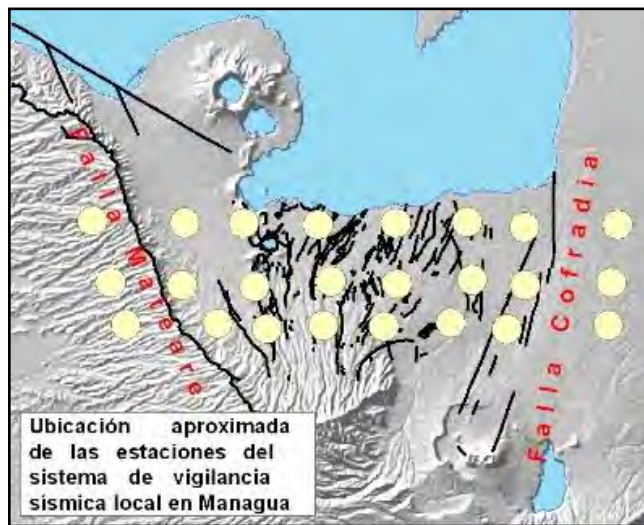 Falla Mateare
Falla Cofradia
Ubicación aproximada
de las estaciones del
sistema de vigilancia
sísmica local en Managua